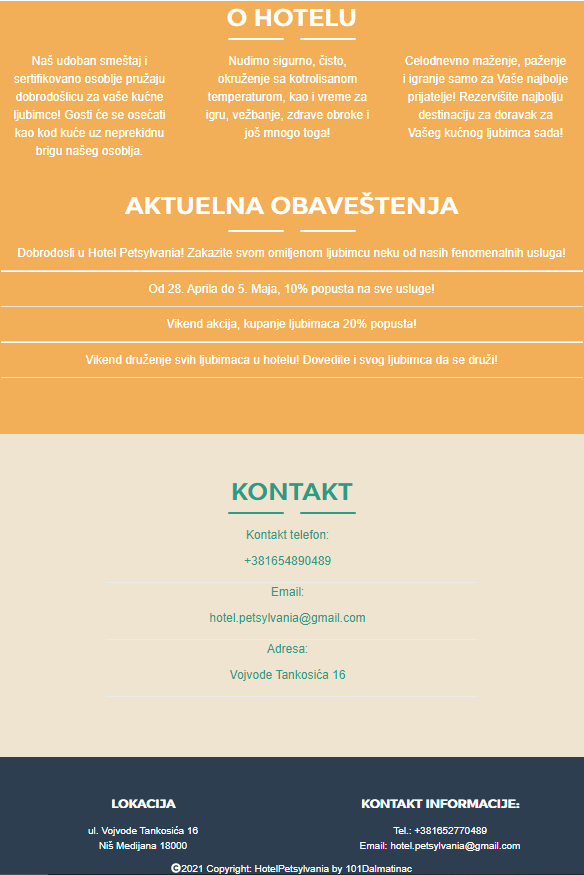 O HOTELU
Naš udoban smeštaj i
sertifikovano osoblje pružaju
dobrodošlicu za vaše kućne
ljubimce! Gosti će se osećati
kao kod kuće uz neprekidnu
brigu našeg osoblja.
Nudimo sigurno, čisto,
okruženje sa kotrolisanom
temperaturom, kao i vreme za
igru, vežbanje, zdrave obroke i
još mnogo toga!
Celodnevno maženje, paženje
i igranje samo za Vaše najbolje
prijatelje! Rezervišite najbolju
destinaciju za doravak za
Vašeg kućnog ljubimca sada!
AKTUELNA OBAVEŠTENJA
Dobrodosli u Hotel Petsylvania! Zakazite svom omiljenom ljubimcu neku od nasih fenomenalnih usluga!
Od 28. Aprila do 5. Maja, 10% popusta na sve usluge!
Vikend akcija, kupanje ljubimaca 20% popusta!
Vikend druženje svih ljubimaca u hotelu! Dovedite i svog ljubimca da se druži!
KONTAKT
Kontakt telefon:
+381654890489
Email:
hotel.petsylvania@gmail.com
Adresa:
Vojvode Tankosića 16
LOKACIJA
ul. Vojvode Tankosića 16
Niš Medijana 18000
KONTAKT INFORMACIJE:
Tel.: +381652770489
Email: hotel.petsylvania@gmail.com
©2021 Copyright: HotelPetsylvania by 101Dalmatinac